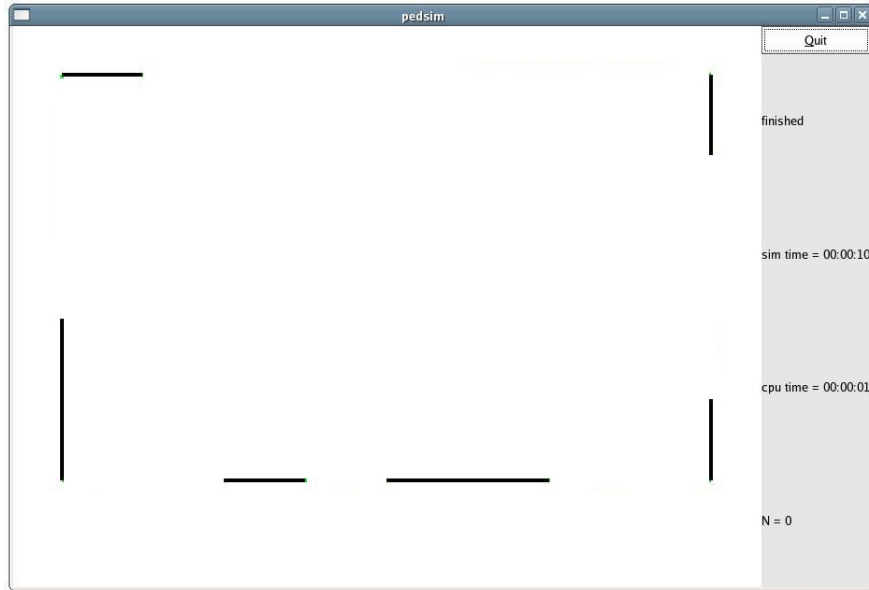 pedsim
Quit
finished
sim time = 00:00:10
cpu time = 00:00:01
N = 0